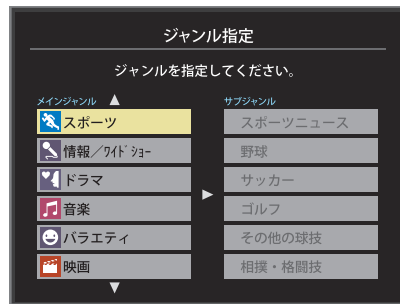 ジャンル指定
ジャンルを指定してください。
メインジャンル
スポーツ
情報／ﾜｲﾄﾞｼｮｰ
ドラマ
音楽
バラエティ
映画
サブジャンル
スポーツニュース
野球
サッカー
ゴルフ
その他の球技
相撲・格闘技